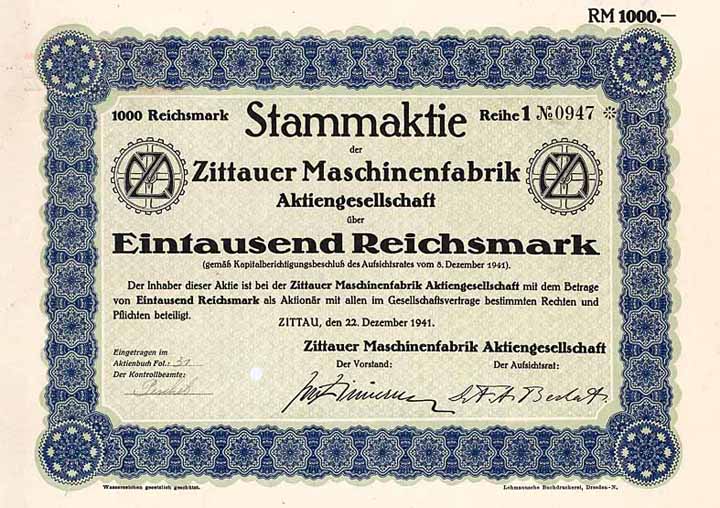 RM 1000.—
1000 Reichsmark Stammaktie Reihe 1 №0947 ※
der
Zittauer Maschinenfabrik
Aktiengesellschaft
über
Eintausend Reichsmark
(gemäß Kapitalberichtigungsbeschluß des Aufsichtsrates vom 8. Dezember 1941).
Der Inhaber dieser Aktie ist bei der Zittauer Maschinenfabrik Aktiengesellschaft mit dem Betrage
von Eintausend Reichsmark als Aktionär mit allen im Gesellschaftsvertrage bestimmten Rechten und
Pflichten beteiligt.
ZITTAU, den 22. Dezember 1941.
Zittauer Maschinenfabrik Aktiengesellschaft
Der Vorstand: Der Aufsichtsrat:
Eingetragen im
Aktienbuch Fol.: 31
Der Kontrollbeamte:
Wasserzeichen gesetzlich geschützt. Lehmannsche Buchdruckerei, Dresden-N.